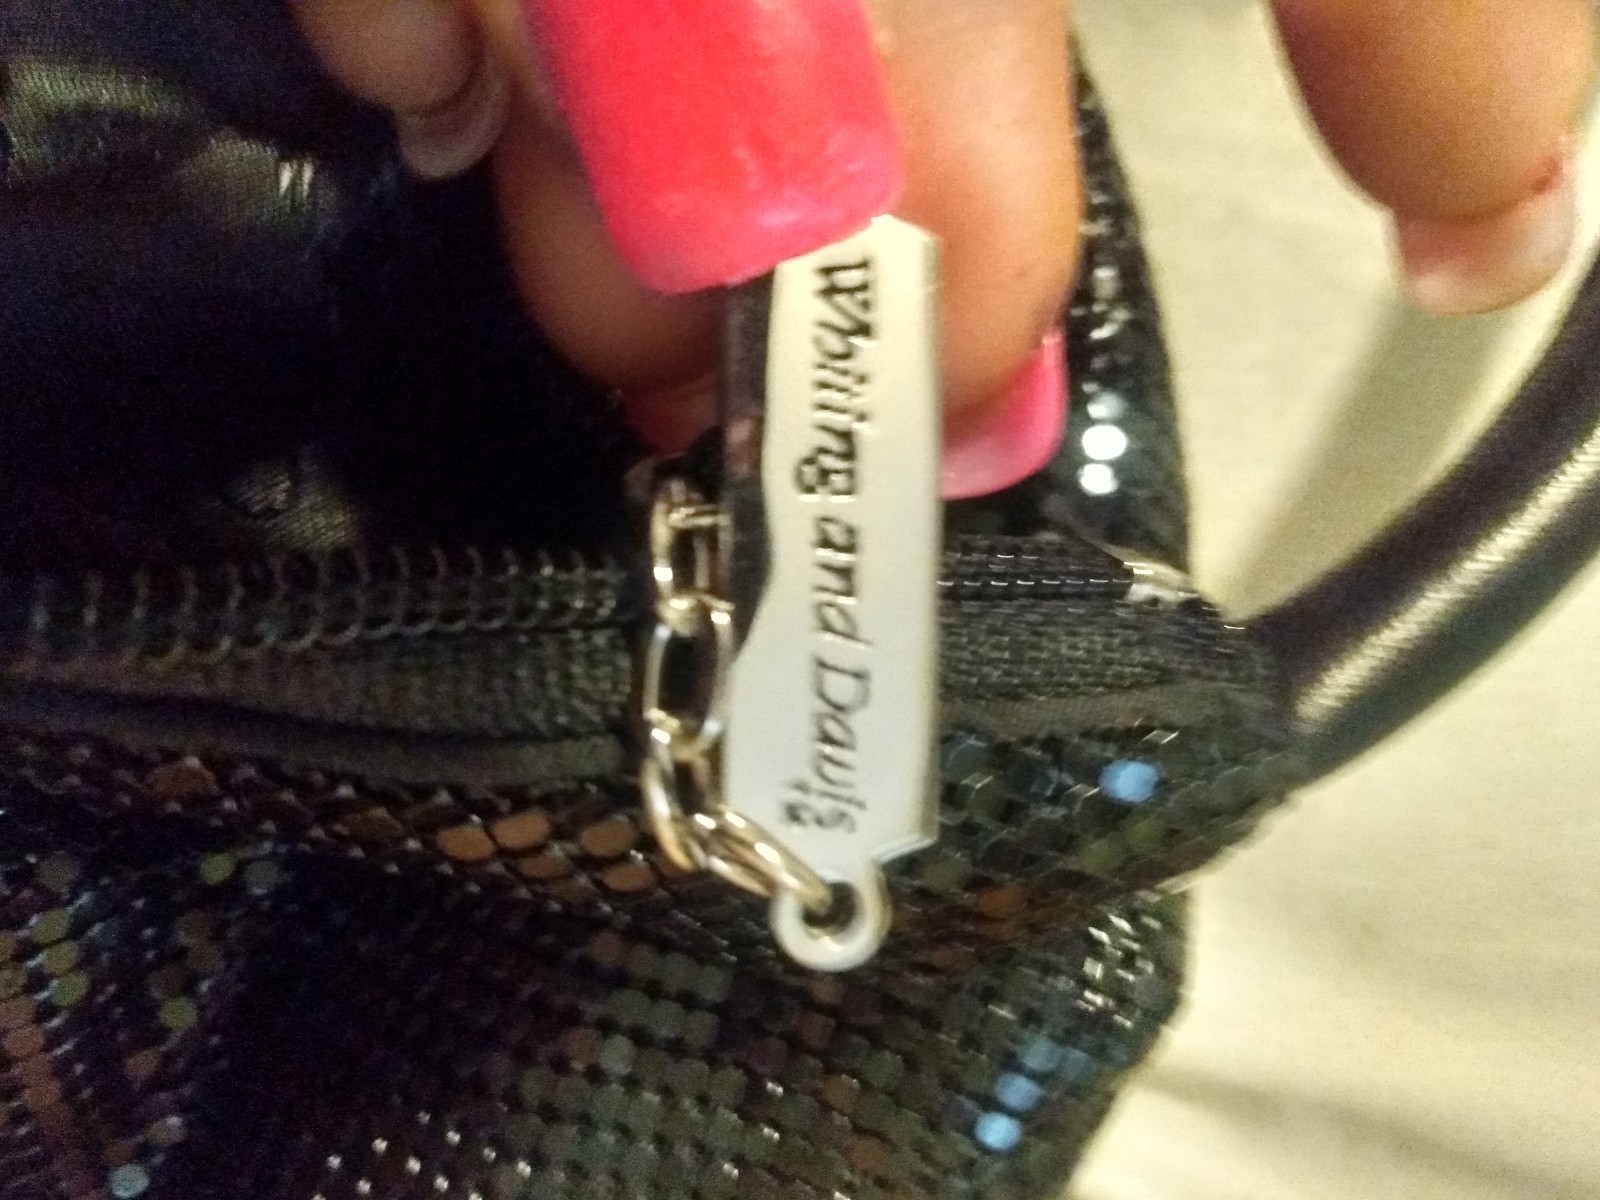 Whiting and Davis